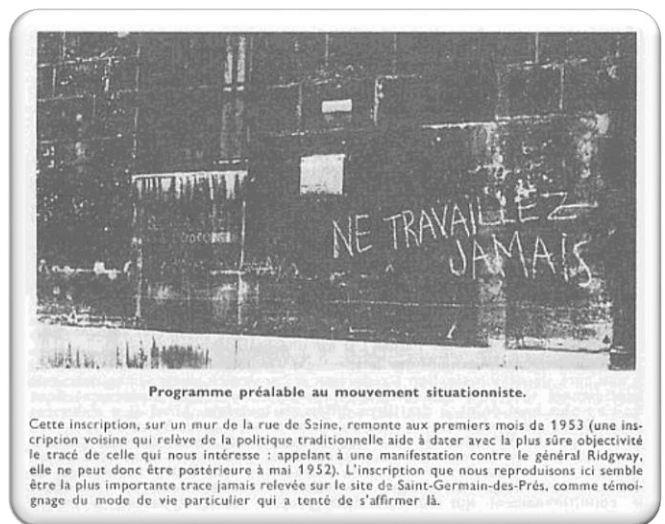 NE TRAVAILLEZ
JAMAIS
Programme préalable au mouvement situationniste.
Cette inscription, sur un mur de la rue de Seine, remonte aux premiers mois de 1953 (une ins-
cription voisine qui relève de la politique traditionnelle aide à dater avec la plus sûre objectivité
le tracé de celle qui nous intéresse : appelant à une manifestation contre le général Ridgway,
elle ne peut donc être postérieure à mai 1952). L'inscription que nous reproduisons ici semble
être la plus importante trace jamais relevée sur le site de Saint-Germain-des-Prés, comme témoi-
gnage du mode de vie particulier qui a tenté de s'affirmer là.